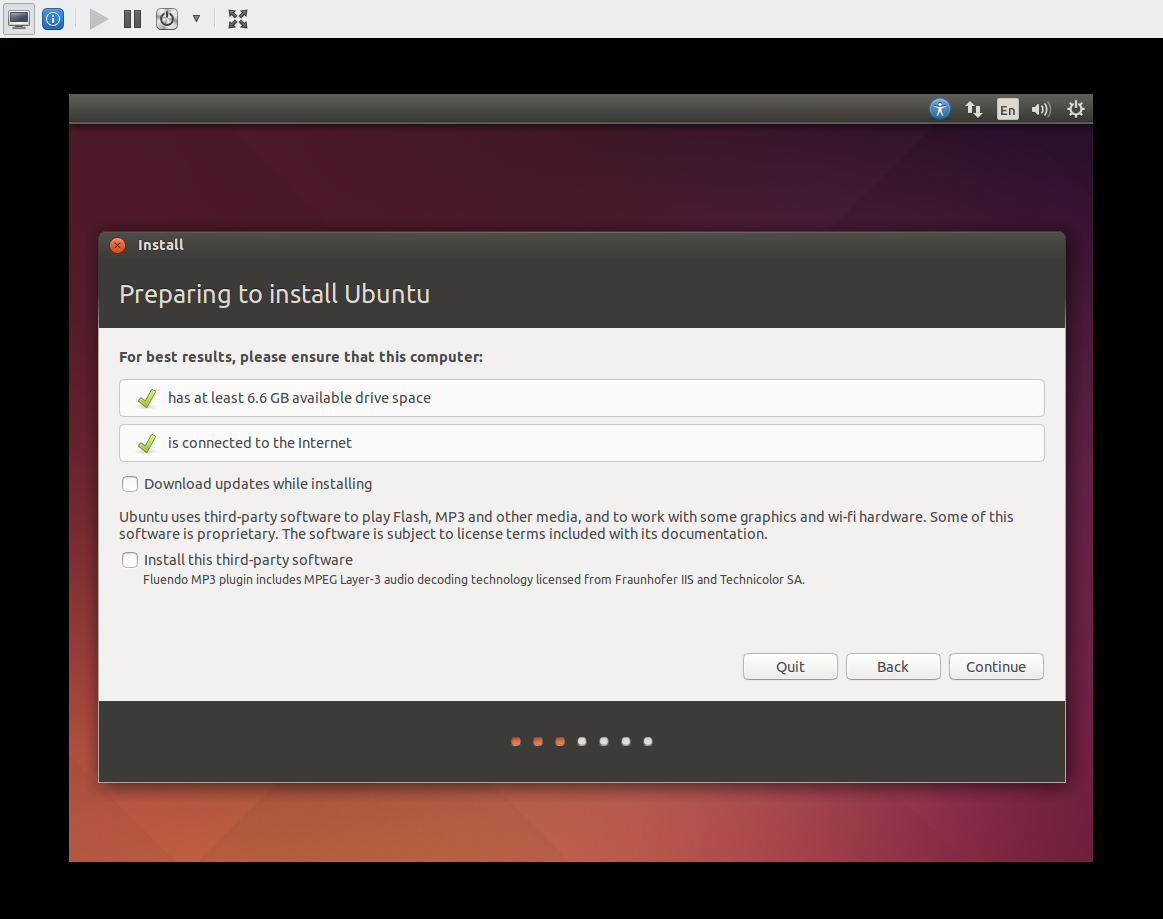 En
Install
Preparing to install Ubuntu
For best results, please ensure that this computer:
has at least 6.6 GB available drive space
is connected to the Internet
Download updates while installing
Ubuntu uses third-party software to play Flash, MP3 and other media, and to work with some graphics and wi-fi hardware. Some of this
software is proprietary. The software is subject to license terms included with its documentation.
Install this third-party software
Fluendo MP3 plugin includes MPEG Layer-3 audio decoding technology licensed from Fraunhofer IIS and Technicolor SA.
Quit
Back
Continue